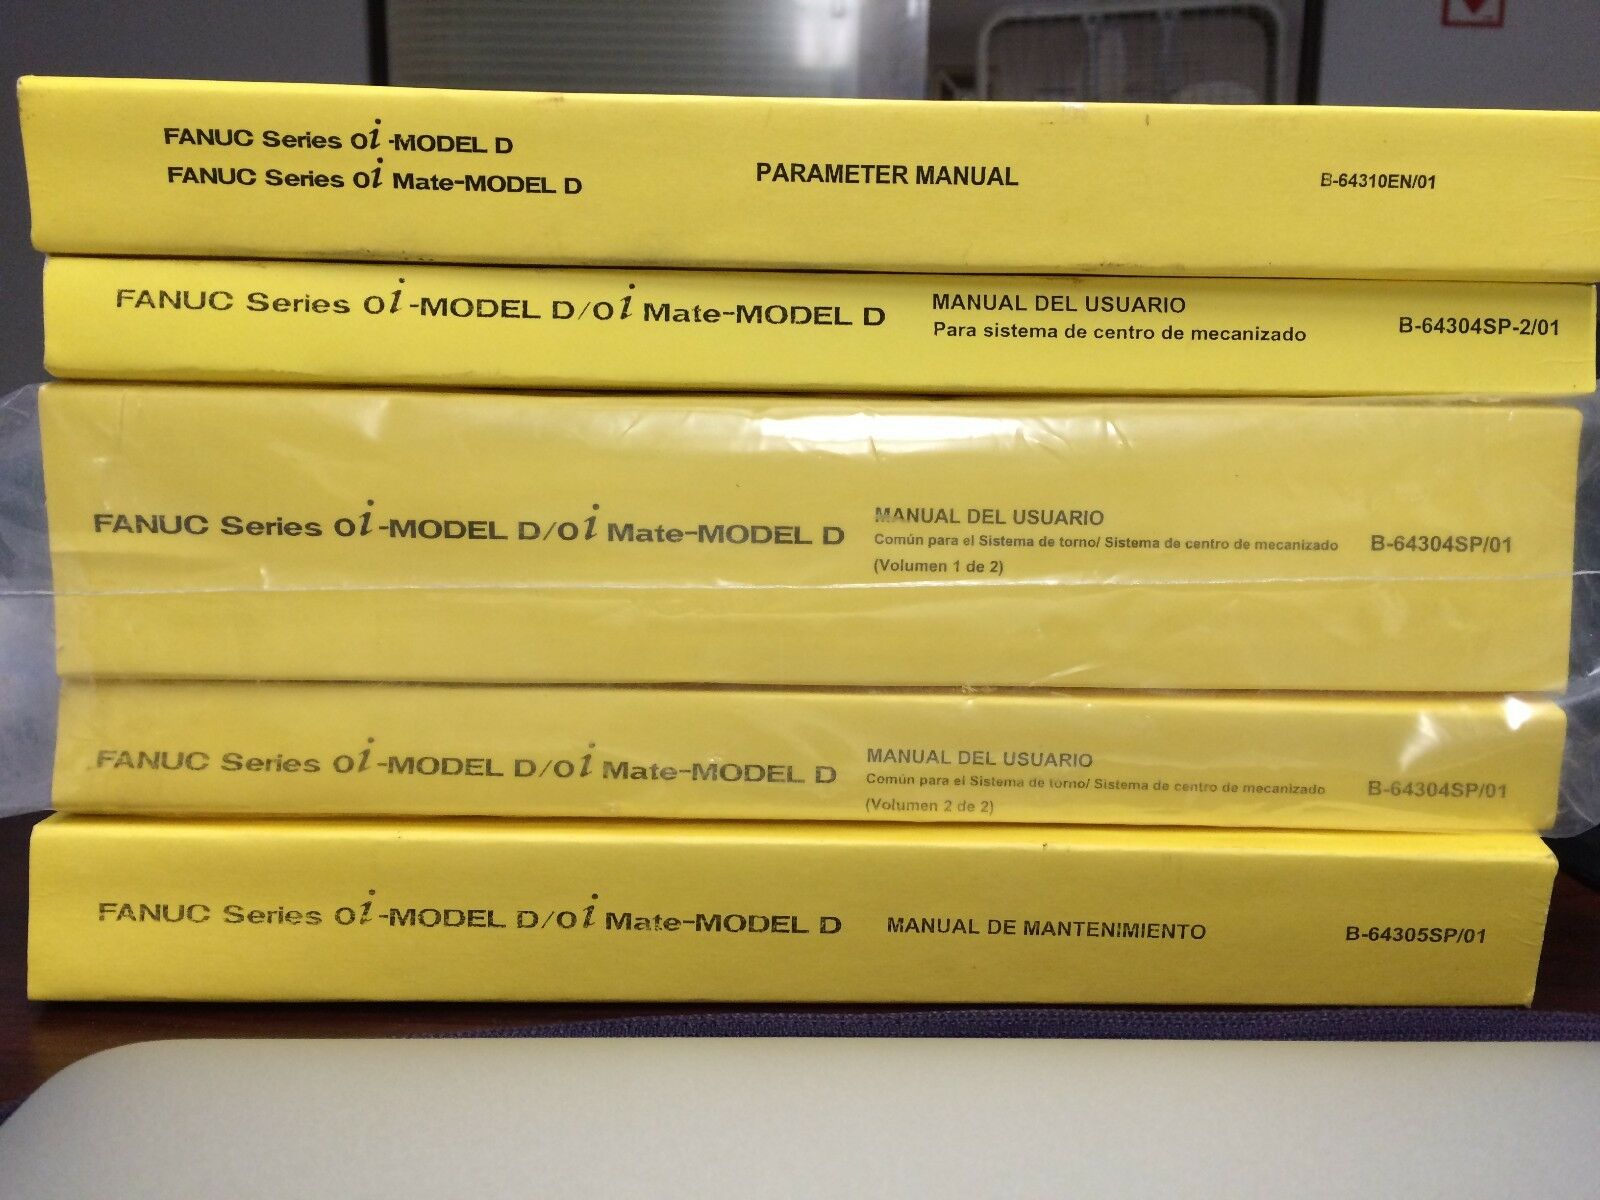 FANUC Series 0i -MODEL D
FANUC Series 0i Mate-MODEL D
PARAMETER MANUAL
B-64310EN/01
FANUC Series 0i-MODEL D/0i Mate-MODEL D
MANUAL DEL USUARIO
Para sistema de centro de mecanizado
B-64304SP-2/01
FANUC Series 0i-MODEL D/0i Mate-MODEL D
MANUAL DEL USUARIO
Común para el Sistema de torno/ Sistema de centro de mecanizado
(Volumen 1 de 2)
B-64304SP/01
FANUC Series 0i-MODEL D/0i Mate-MODEL D
MANUAL DEL USUARIO
Común para el Sistema de torno/ Sistema de centro de mecanizado
(Volumen 2 de 2)
B-64304SP/01
FANUC Series 0i-MODEL D/0i Mate-MODEL D
MANUAL DE MANTENIMIENTO
B-64305SP/01